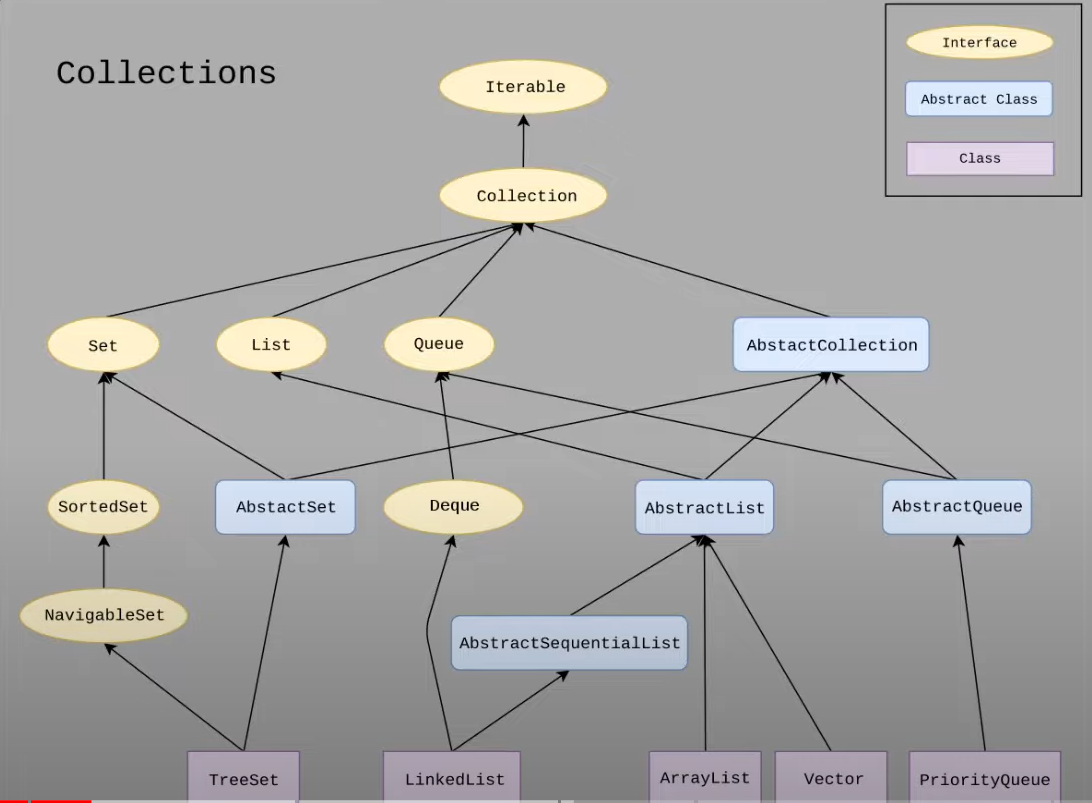 Collections
Interface
Abstract Class
Class
Iterable
Collection
Set
List
Queue
AbstactCollection
SortedSet
AbstactSet
Deque
AbstractList
AbstractQueue
NavigableSet
AbstractSequentialList
TreeSet
LinkedList
ArrayList
Vector
PriorityQueue